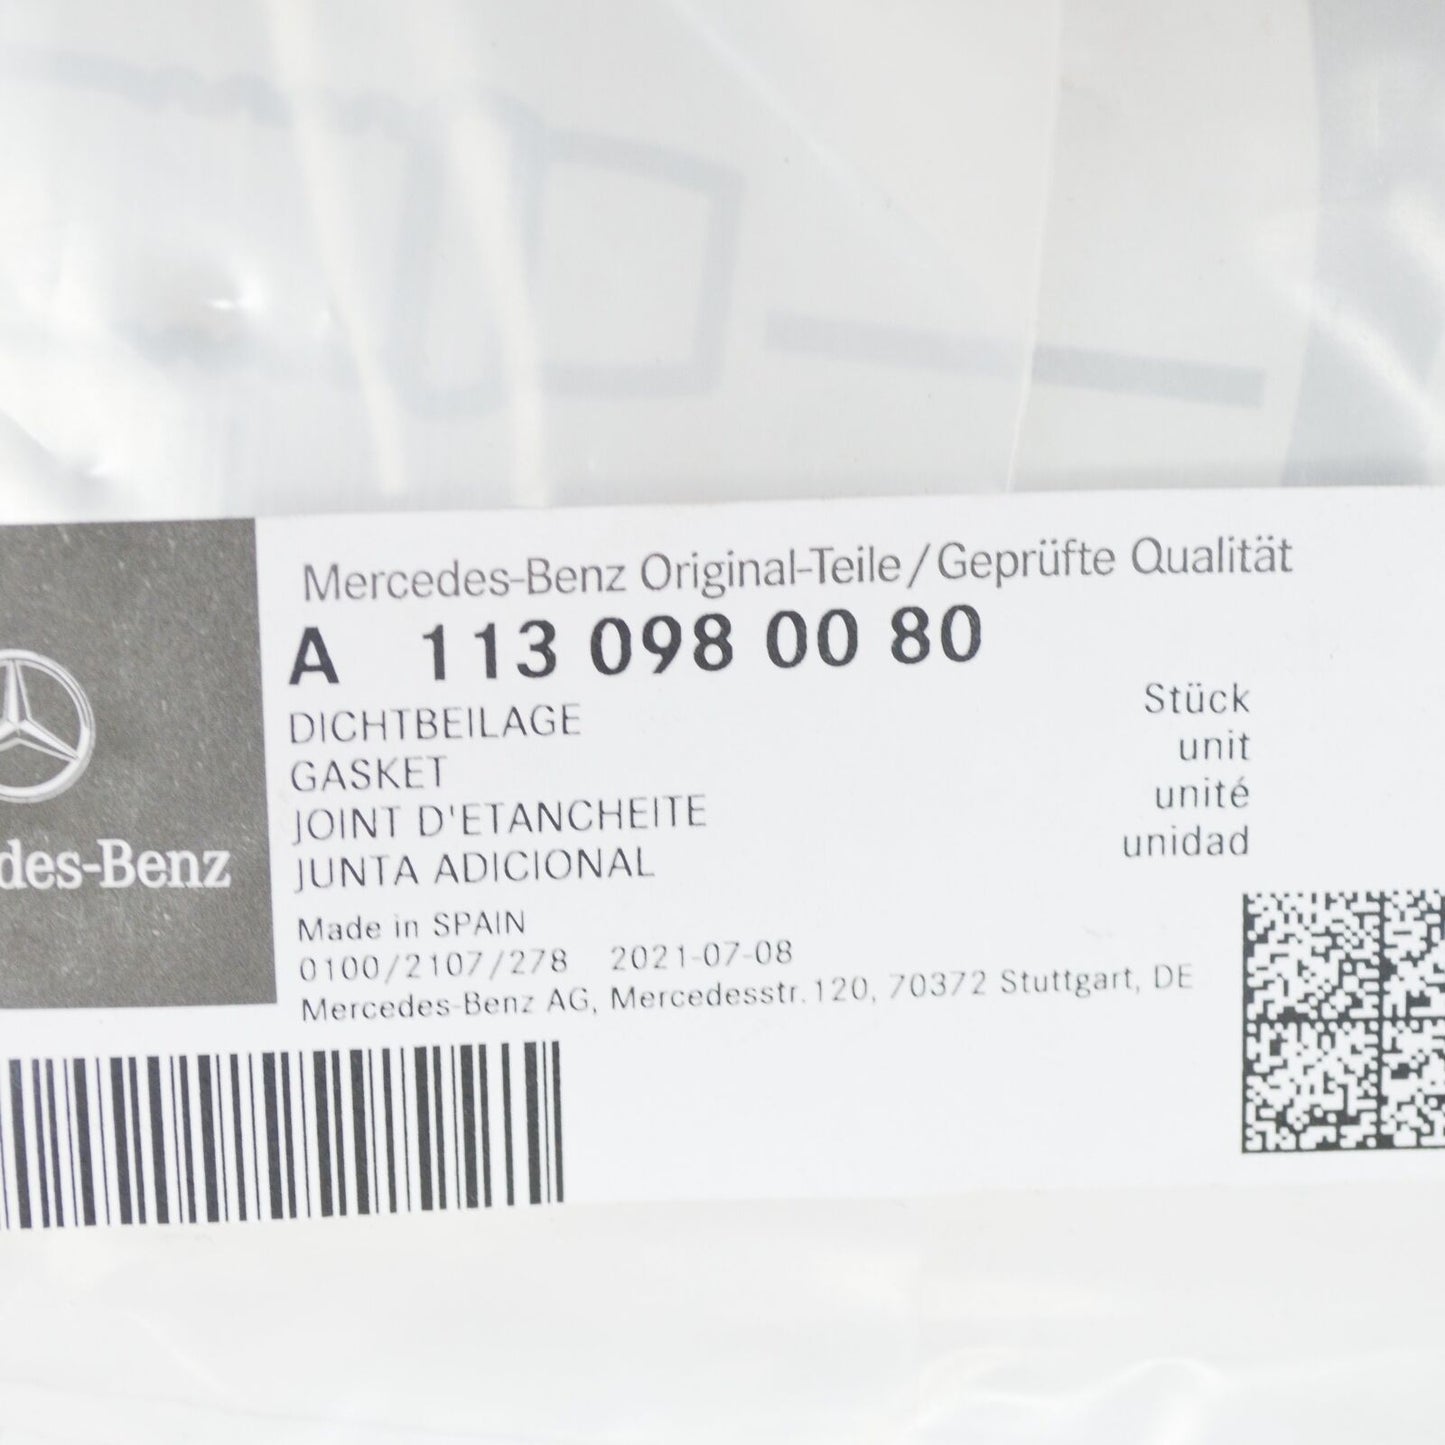 Mercedes-Benz Original-Teile/Geprüfte Qualität
A 113 098 00 80
DICHTBEILAGE
GASKET
JOINT D'ETANCHEITE
JUNTA ADICIONAL
Stück
unit
unité
unidad
des-Benz
Made in SPAIN
0100/2107/278 2021-07-08
Mercedes-Benz AG, Mercedesstr. 120, 70372 Stuttgart, DE